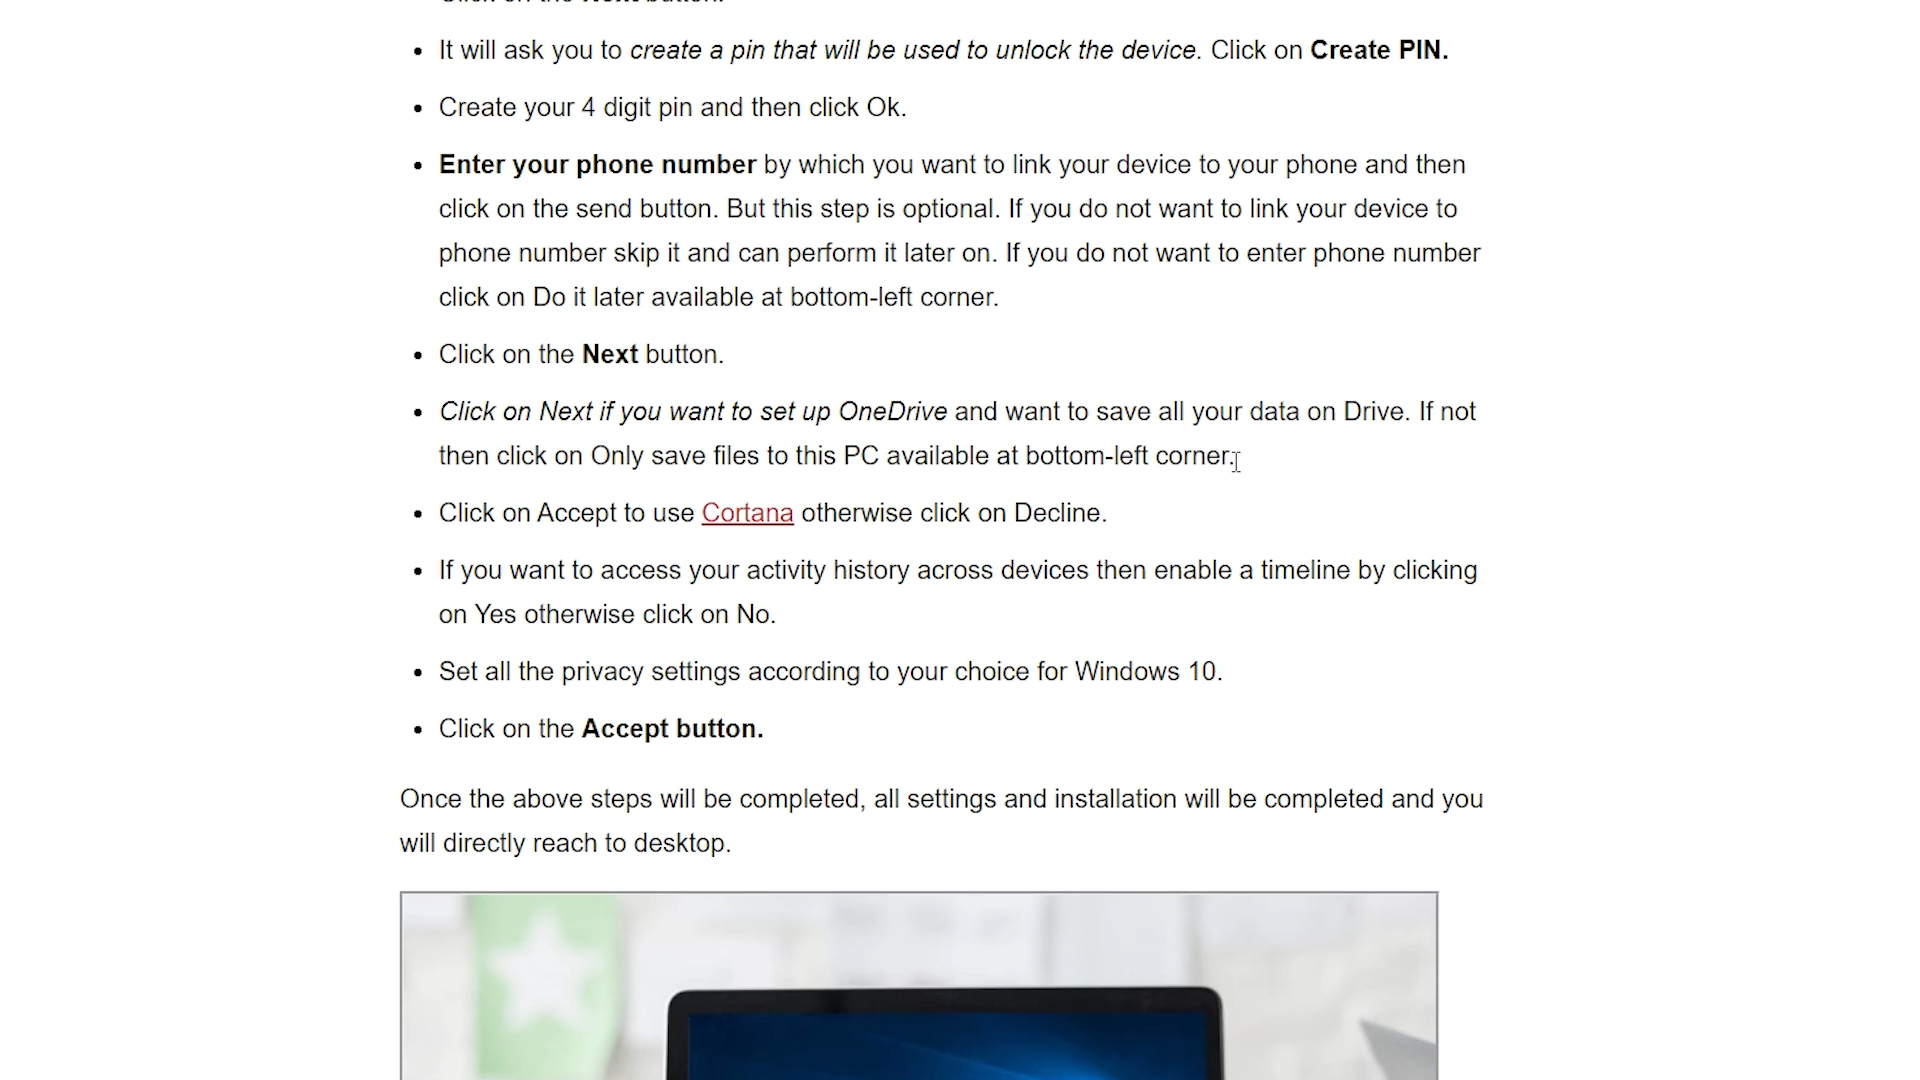 It will ask you to create a pin that will be used to unlock the device. Click on Create PIN.
Create your 4 digit pin and then click Ok.
Enter your phone number by which you want to link your device to your phone and then
click on the send button. But this step is optional. If you do not want to link your device to
phone number skip it and can perform it later on. If you do not want to enter phone number
click on Do it later available at bottom-left corner.
Click on the Next button.
Click on Next if you want to set up OneDrive and want to save all your data on Drive. If not
then click on Only save files to this PC available at bottom-left corner.
Click on Accept to use Cortana otherwise click on Decline.
If you want to access your activity history across devices then enable a timeline by clicking
on Yes otherwise click on No.
Set all the privacy settings according to your choice for Windows 10.
Click on the Accept button.
Once the above steps will be completed, all settings and installation will be completed and you
will directly reach to desktop.